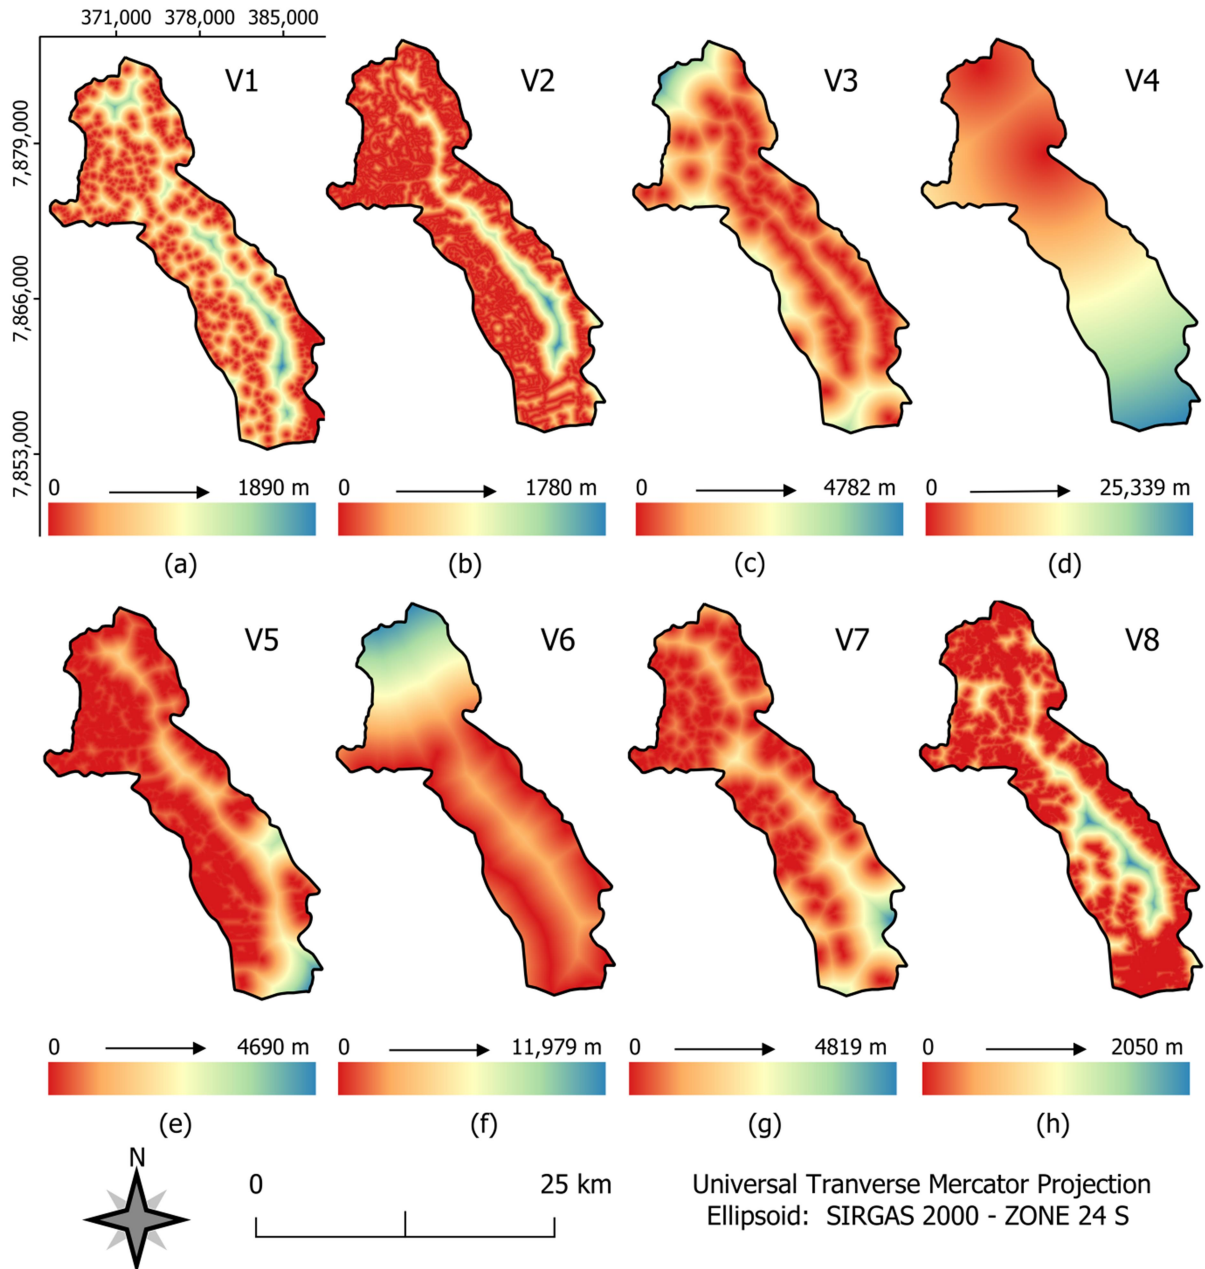 371,000 378,000 385,000
7,879,000
7,866,000
7,853,000
V1
V2
V3
V4
0 1890 m
0 1780 m
0 4782 m
0 25,339 m
(a)
(b)
(c)
(d)
V5
V6
V7
V8
0 4690 m
0 11,979 m
0 4819 m
0 2050 m
(e)
(f)
(g)
(h)
N
0 25 km
Universal Tranverse Mercator Projection
Ellipsoid: SIRGAS 2000 - ZONE 24 S